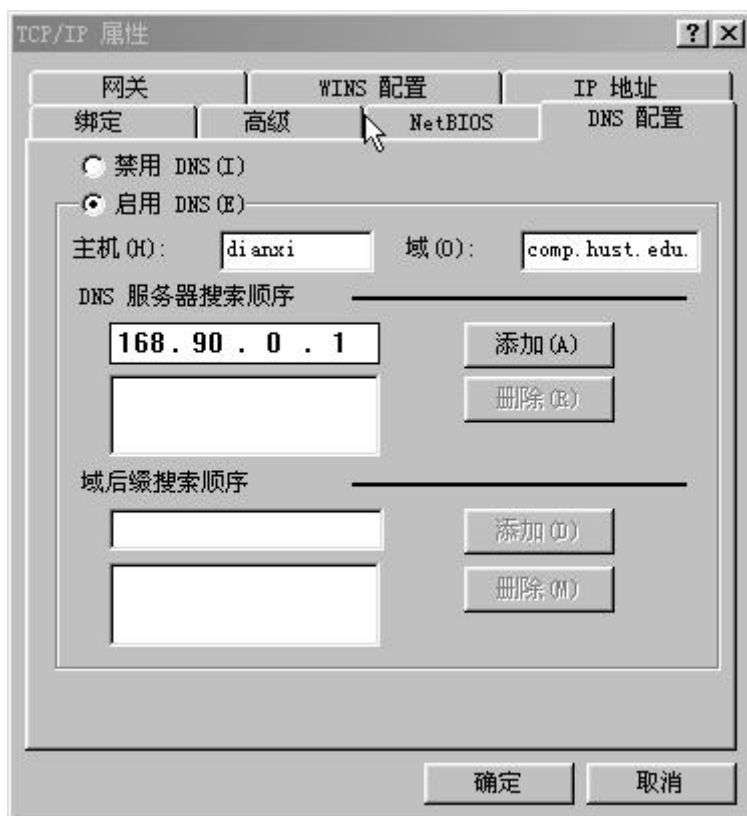 TCP/IP 属性
网关 WINS 配置 IP 地址
绑定 高级 NetBIOS DNS 配置
禁用 DNS(I)
启用 DNS(E)
主机(H): dianxi 域(O): comp.hust.edu.
DNS 服务器搜索顺序
168 . 90 . 0 . 1 添加(A)
删除(R)
域后缀搜索顺序
添加(D)
删除(M)
确定 取消